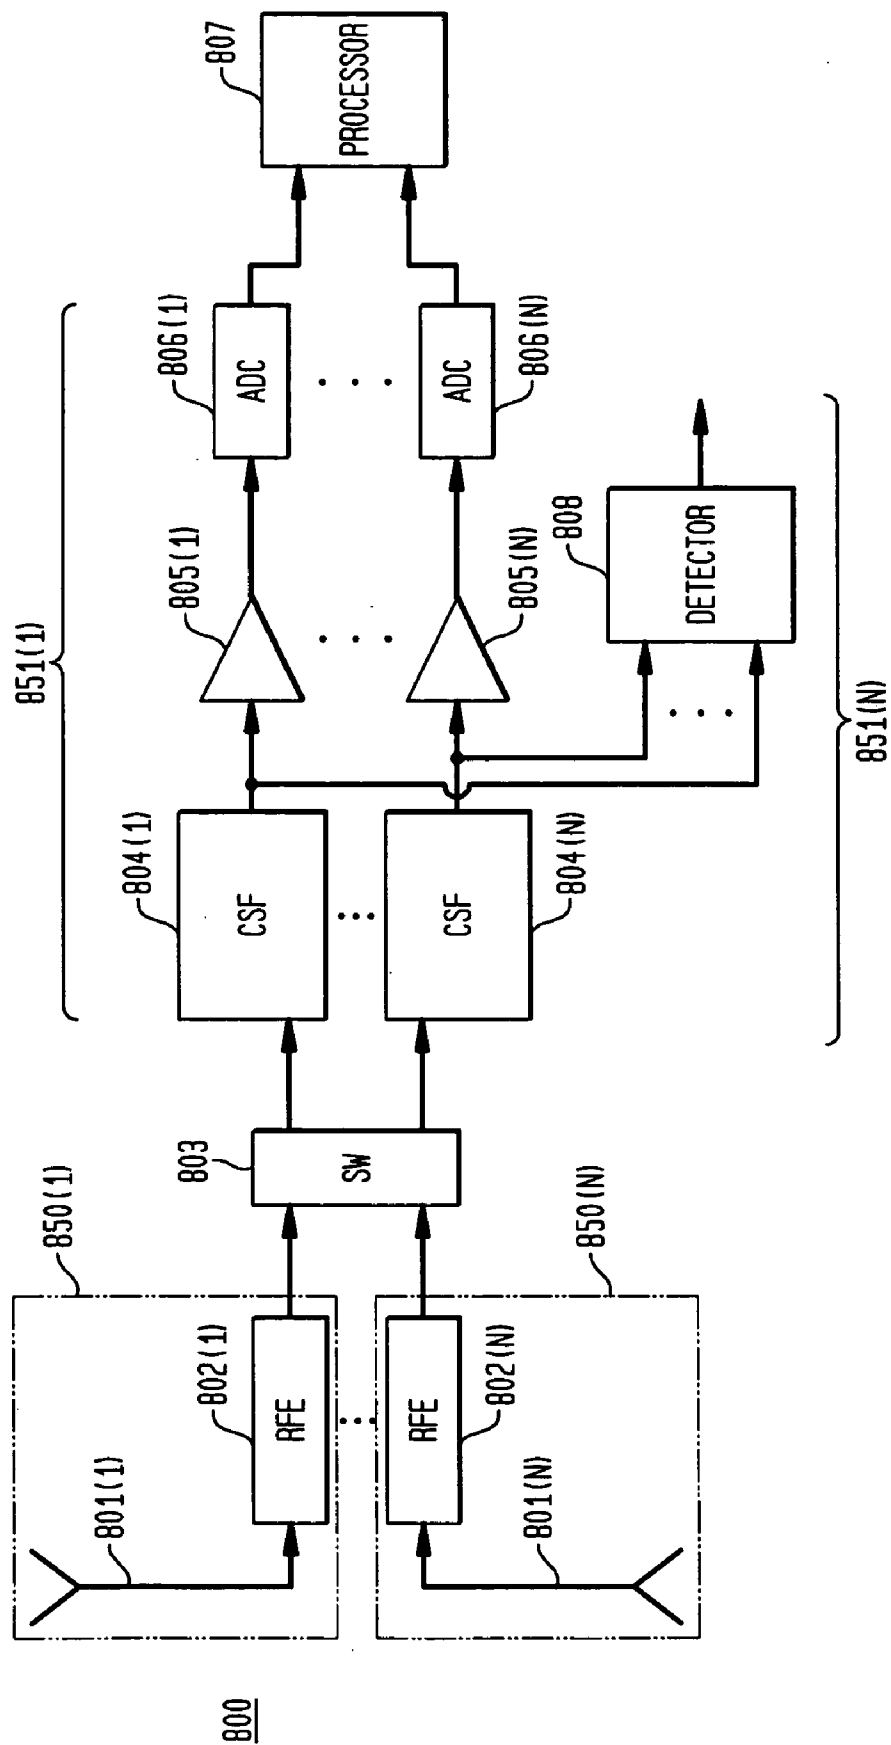 800
850(1)
801(1)
802(1)
RFE
802(N)
RFE
801(N)
850(N)
803
SW
851(1)
804(1)
CSF
804(N)
CSF
805(1)
805(N)
806(1)
ADC
806(N)
ADC
807
PROCESSOR
808
DETECTOR
851(N)